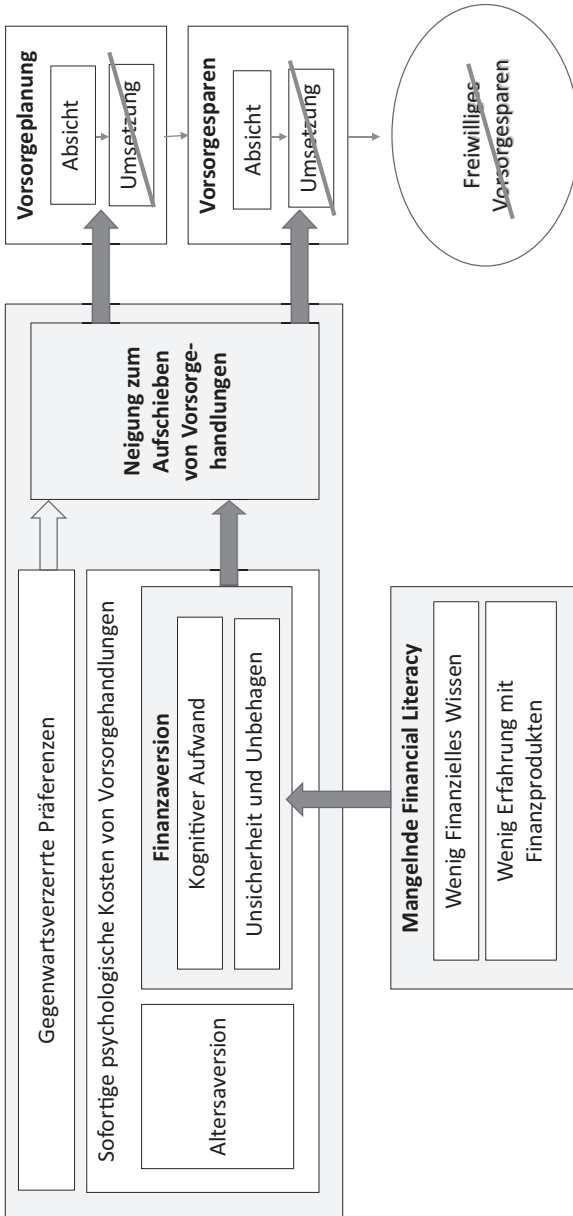 Gegenwartsverzerrte Präferenzen
Sofortige psychologische Kosten von Vorsorgehandlungen
Altersaversion
Finanzaversion
Kognitiver Aufwand
Unsicherheit und Unbehagen
Mangelnde Financial Literacy
Wenig Finanzielles Wissen
Wenig Erfahrung mit
Finanzprodukten
Neigung zum
Aufschieben
von Vorsorge-
handlungen
Vorsorgeplanung
Absicht
Umsetzung
Vorsorgesparen
Absicht
Umsetzung
Freiwilliges
Vorsorgesparen